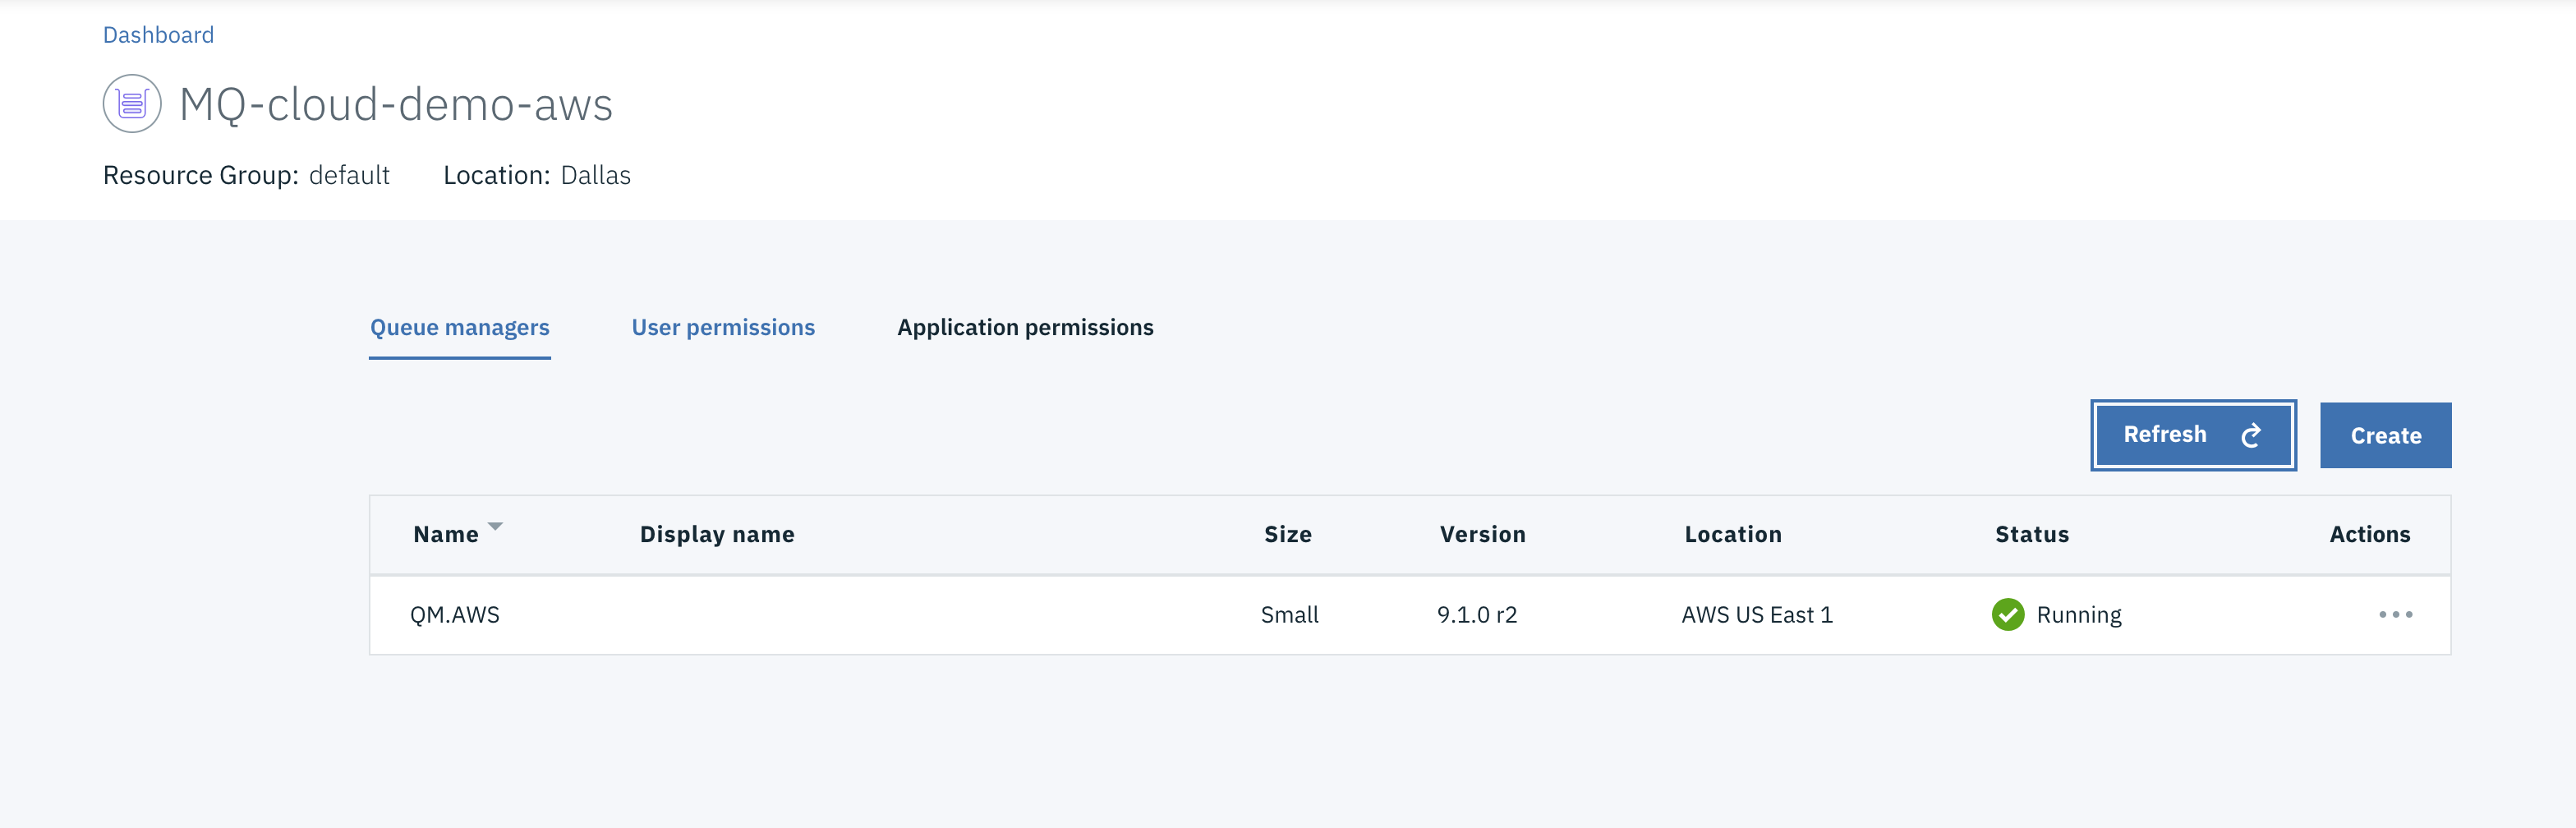 Dashboard
MQ-cloud-demo-aws
Resource Group: default Location: Dallas
Queue managers User permissions Application permissions
Refresh Create
Name Display name Size Version Location Status Actions
QM.AWS Small 9.1.0 r2 AWS US East 1 Running